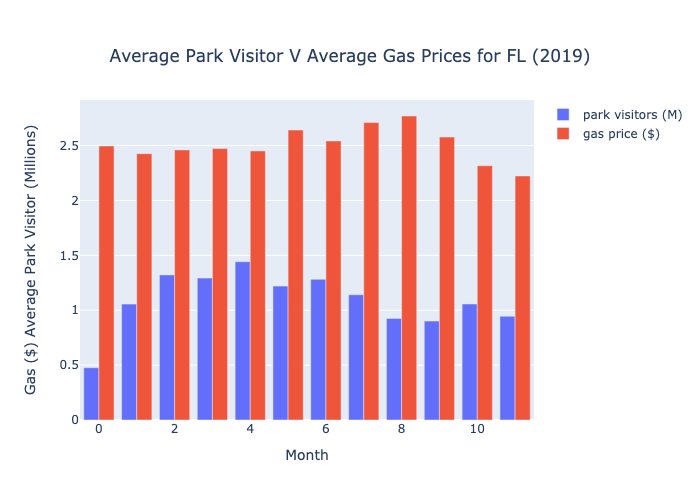 Average Park Visitor V Average Gas Prices for FL (2019)
park visitors (M)
gas price ($)
Gas ($) Average Park Visitor (Millions)
2.5
2
1.5
1
0.5
0
0 2 4 6 8 10
Month